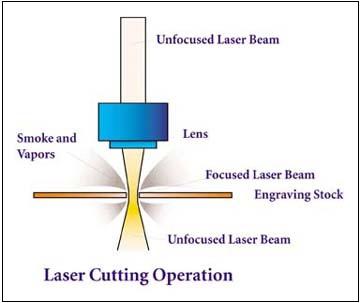 Unfocused Laser Beam
Lens
Smoke and
Vapors
Focused Laser Beam
Engraving Stock
Unfocused Laser Beam
Laser Cutting Operation